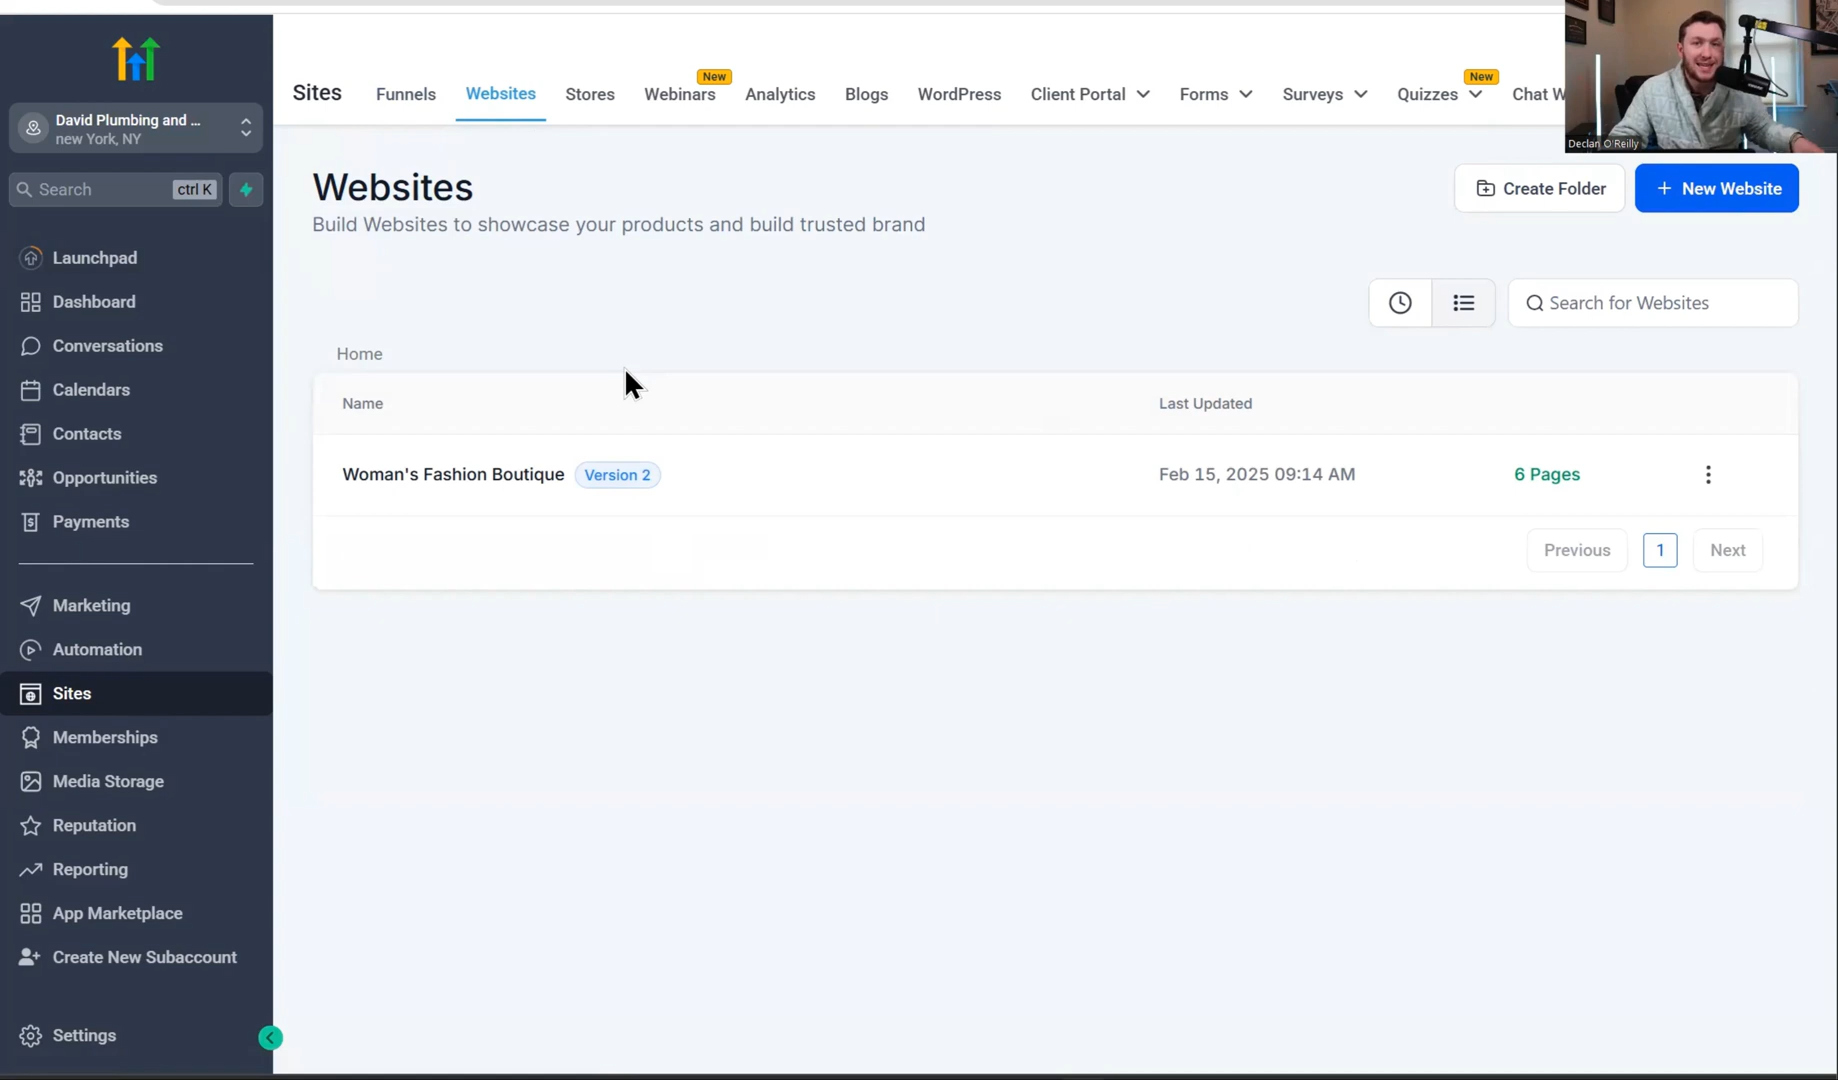 David Plumbing and ...
new York, NY
Search ctrl K
Launchpad
Dashboard
Conversations
Calendars
Contacts
Opportunities
Payments
Marketing
Automation
Sites
Memberships
Media Storage
Reputation
Reporting
App Marketplace
Create New Subaccount
Settings
New New
Sites Funnels Websites Stores Webinars Analytics Blogs WordPress Client Portal Forms Surveys Quizzes Chat W
Declan O'Reilly
Websites
Build Websites to showcase your products and build trusted brand
Create Folder
+ New Website
Search for Websites
Home
Name Last Updated
Woman's Fashion Boutique Version 2 Feb 15, 2025 09:14 AM 6 Pages
Previous 1 Next